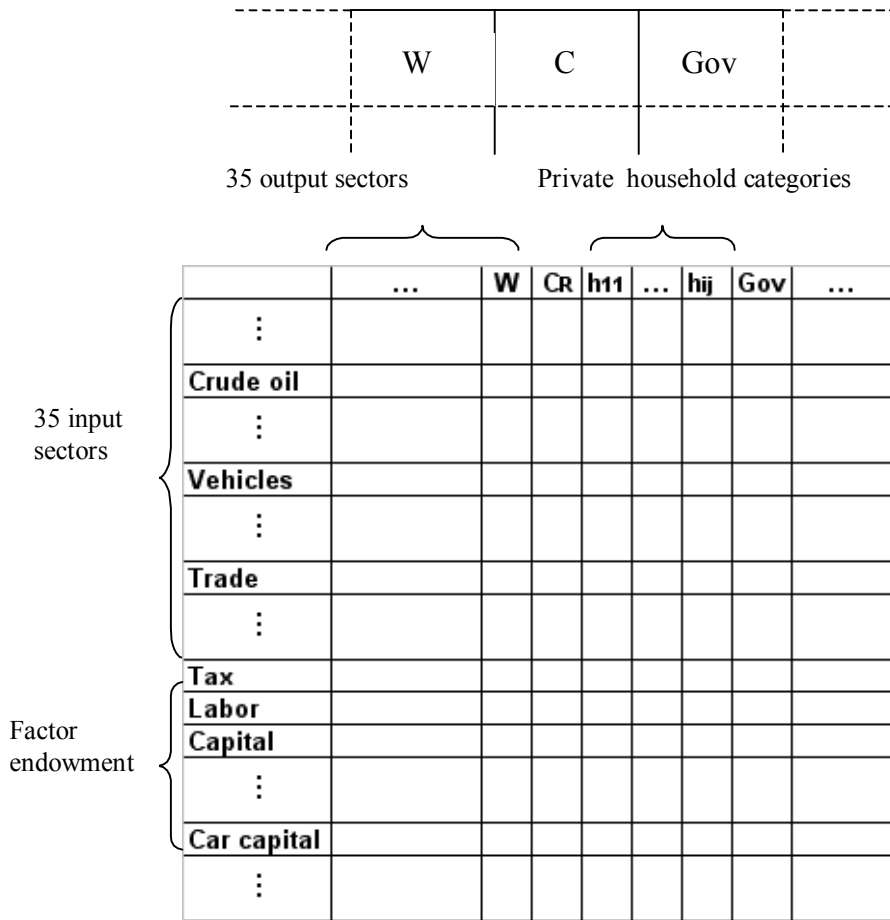 W C Gov
35 output sectors Private household categories
… W CR h11 … hij Gov …
⋮
Crude oil
⋮
35 input
sectors
Vehicles
⋮
Trade
⋮
Tax
Labor
Factor
endowment
Capital
⋮
Car capital
⋮